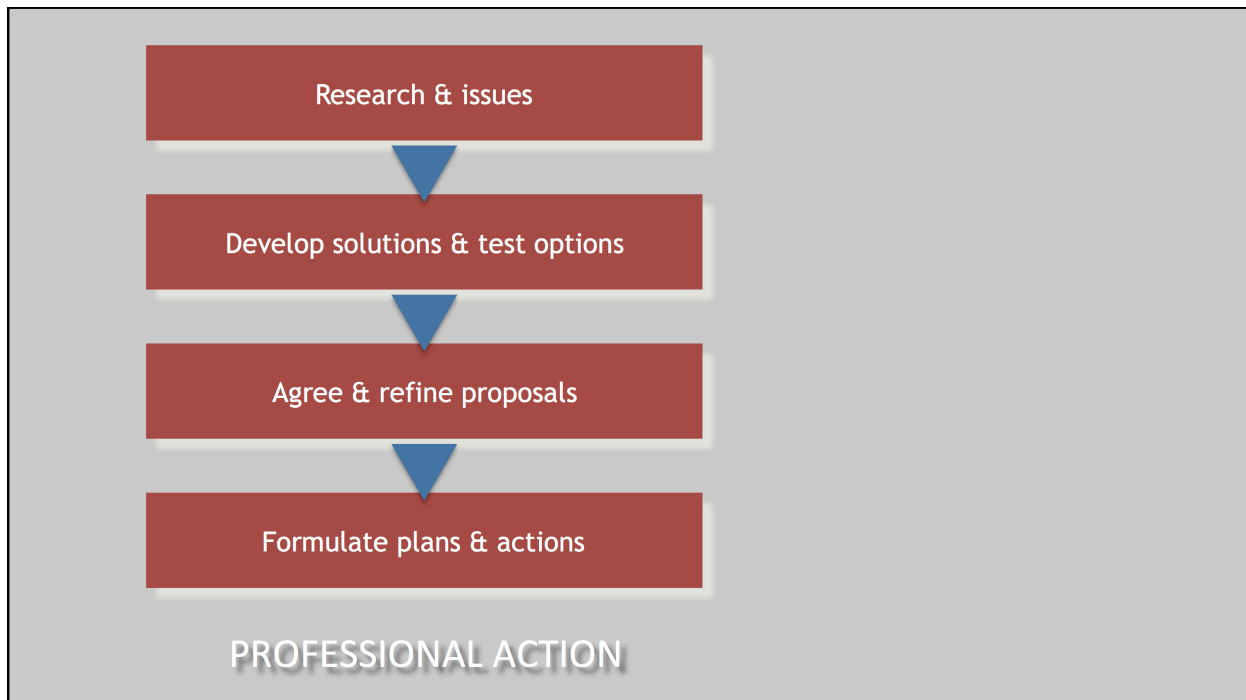 Research & issues
Develop solutions & test options
Agree & refine proposals
Formulate plans & actions
PROFESSIONAL ACTION